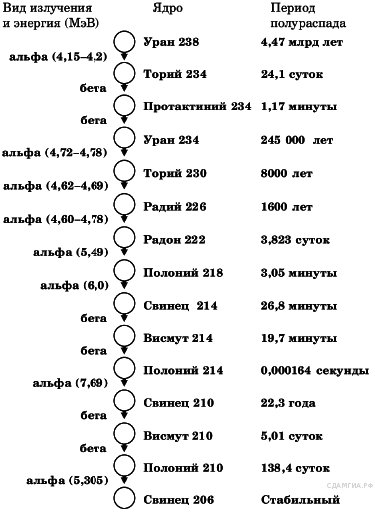 Вид излучения Ядро Период
и энергия (МэВ) полураспада
Уран 238 4,47 млрд лет
альфа (4,15–4,2)
Торий 234 24,1 суток
бета
Протактиний 234 1,17 минуты
бета
Уран 234 245 000 лет
альфа (4,72–4,78)
Торий 230 8000 лет
альфа (4,62–4,69)
Радий 226 1600 лет
альфа (4,60–4,78)
Радон 222 3,823 суток
альфа (5,49)
Полоний 218 3,05 минуты
альфа (6,0)
Свинец 214 26,8 минуты
бета
Висмут 214 19,7 минуты
бета
Полоний 214 0,000164 секунды
альфа (7,69)
Свинец 210 22,3 года
бета
Висмут 210 5,01 суток
бета
Полоний 210 138,4 суток
альфа (5,305)
Свинец 206 Стабильный
СДАМГИА.РФ